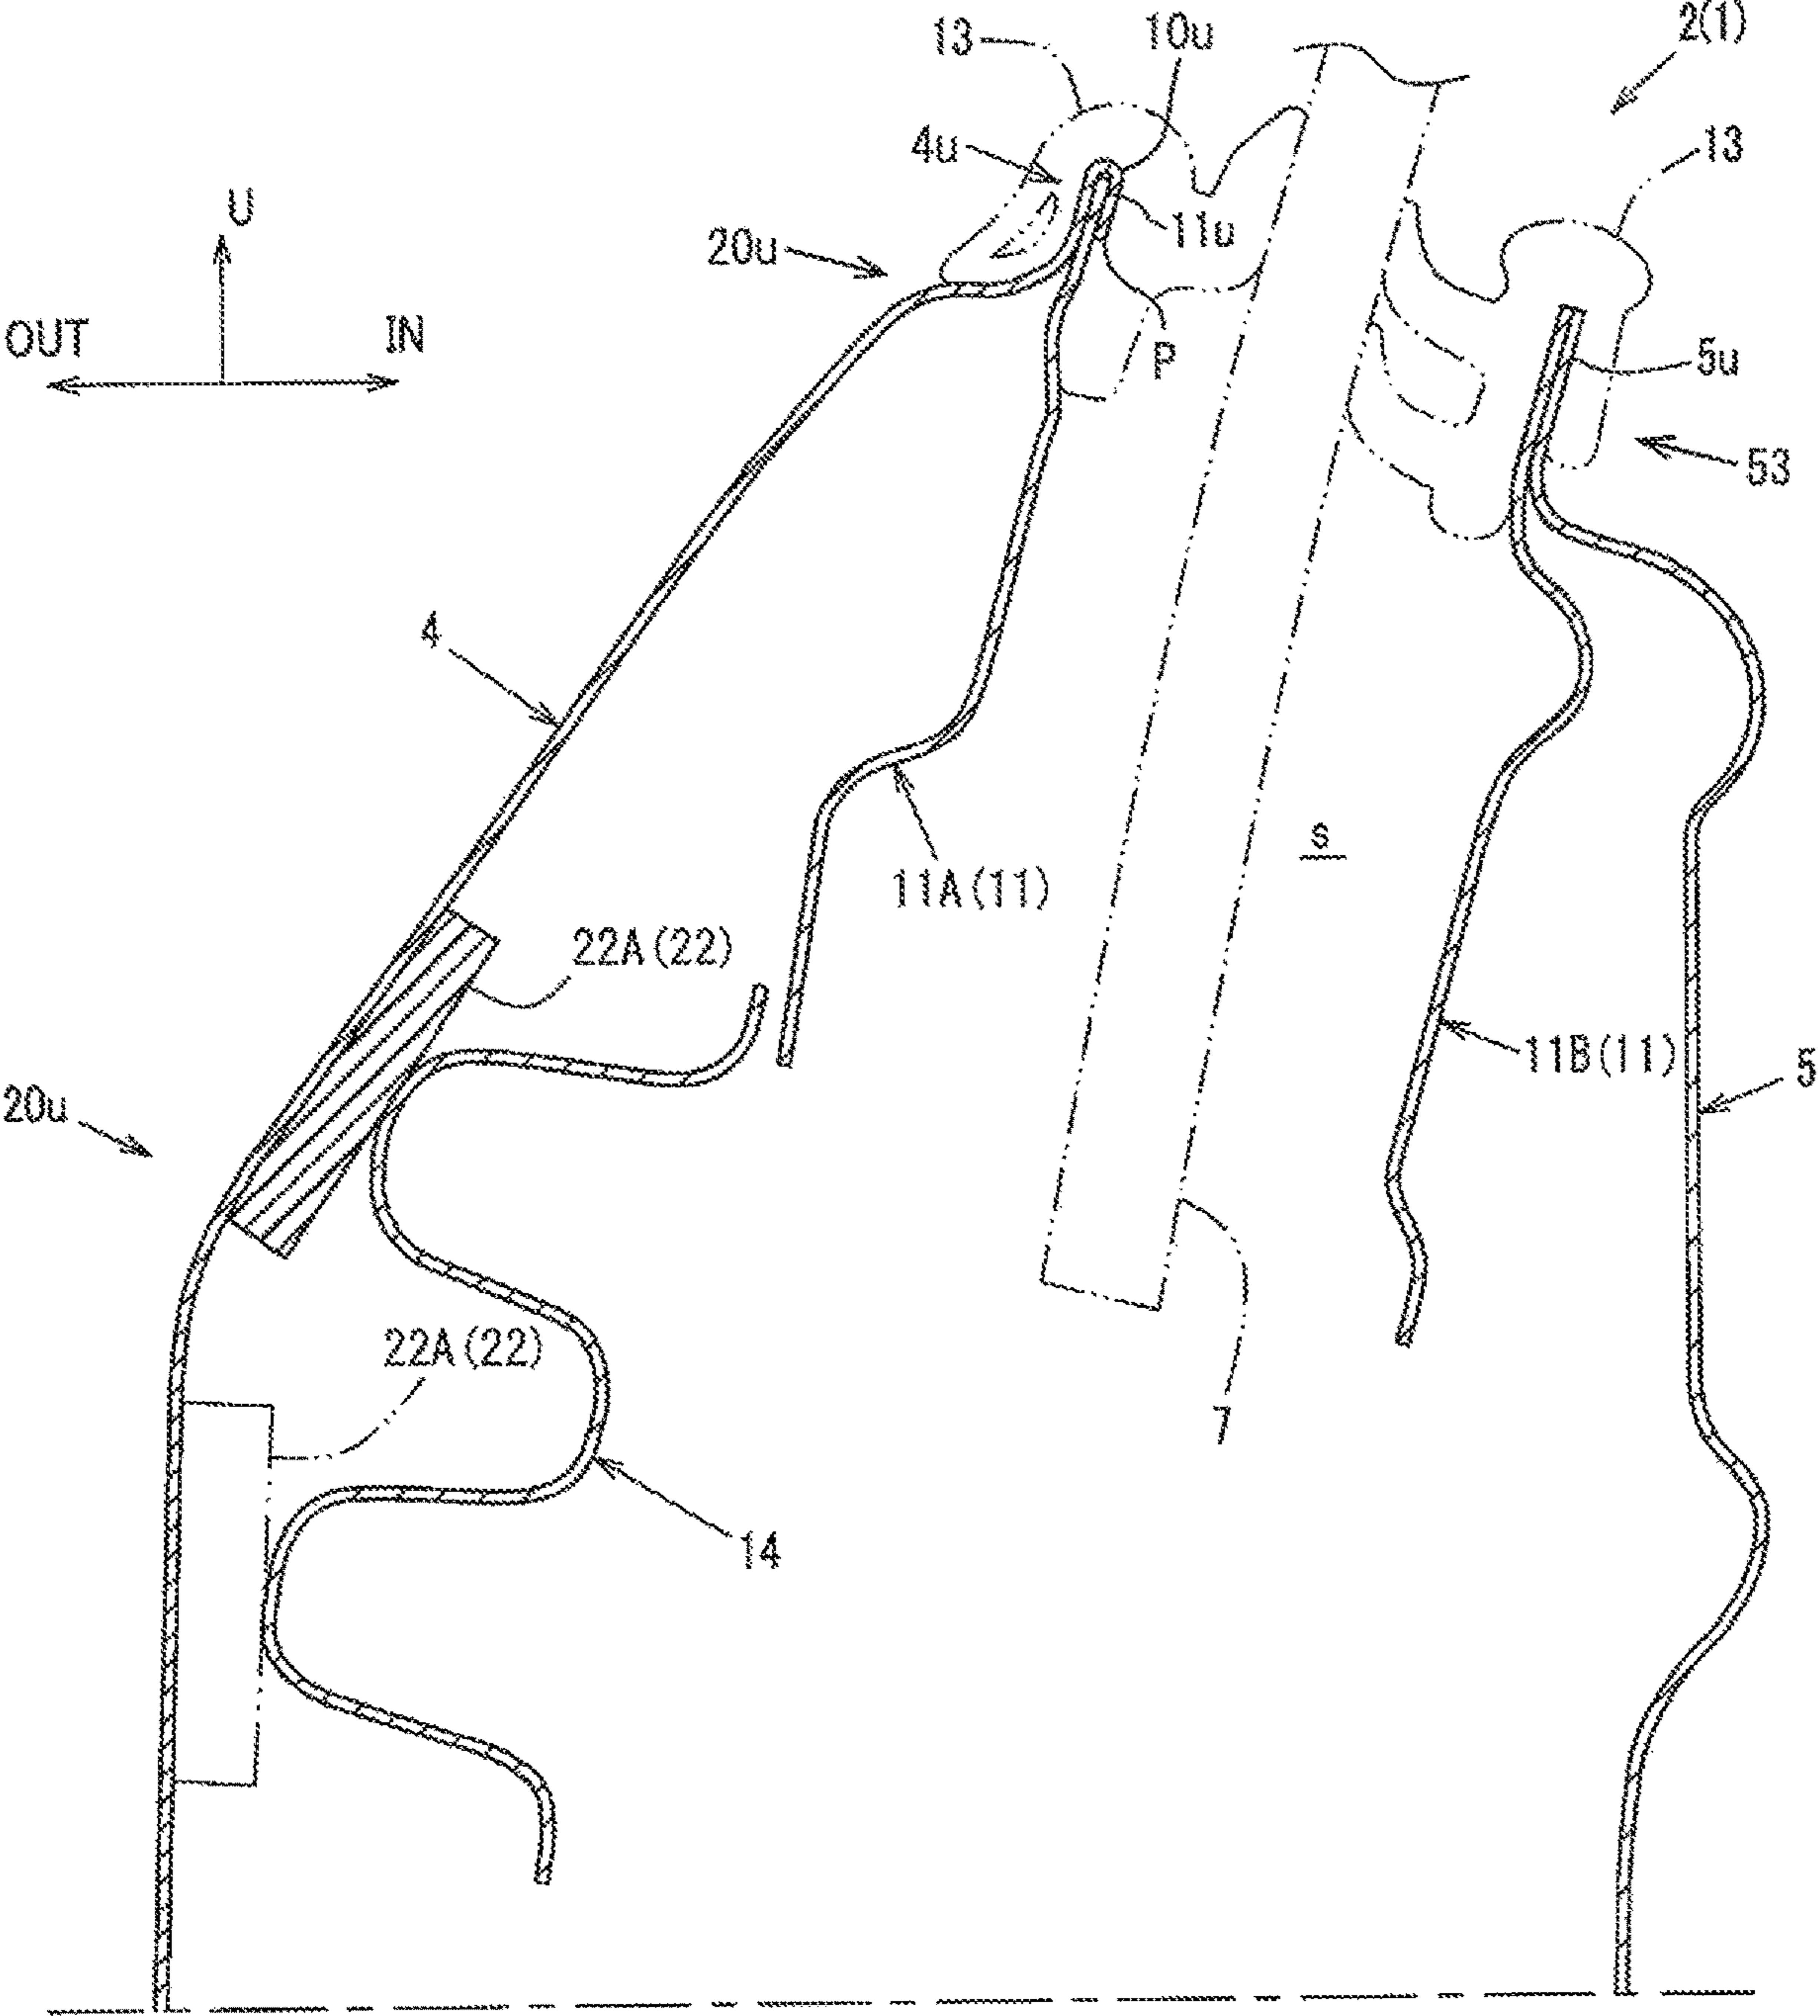 13
10u
2(1)
4u
13
U
20u
11u
OUT
IN
P
5u
53
4
s
11A(11)
22A(22)
11B(11)
5
20u
22A(22)
7
14